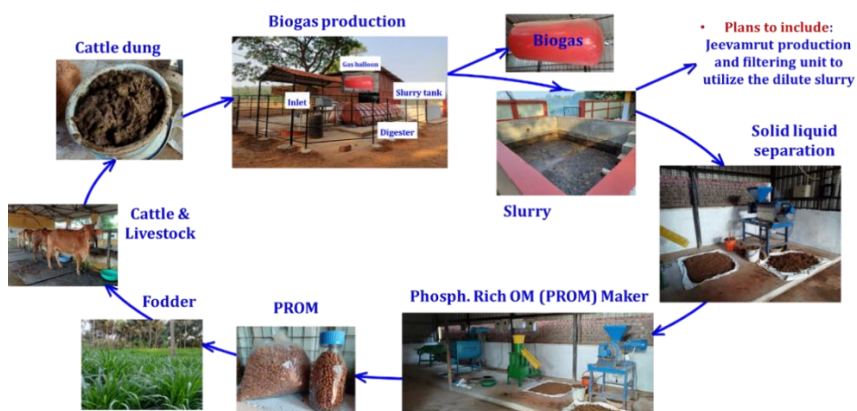 Biogas production
Cattle dung
Gas balloon
Inlet
Slurry tank
Digester
Biogas
• Plans to include:
Jeevamrut production
and filtering unit to
utilize the dilute slurry
Slurry
Solid liquid
separation
Cattle &
Livestock
Fodder
PROM
Phosph. Rich OM (PROM) Maker